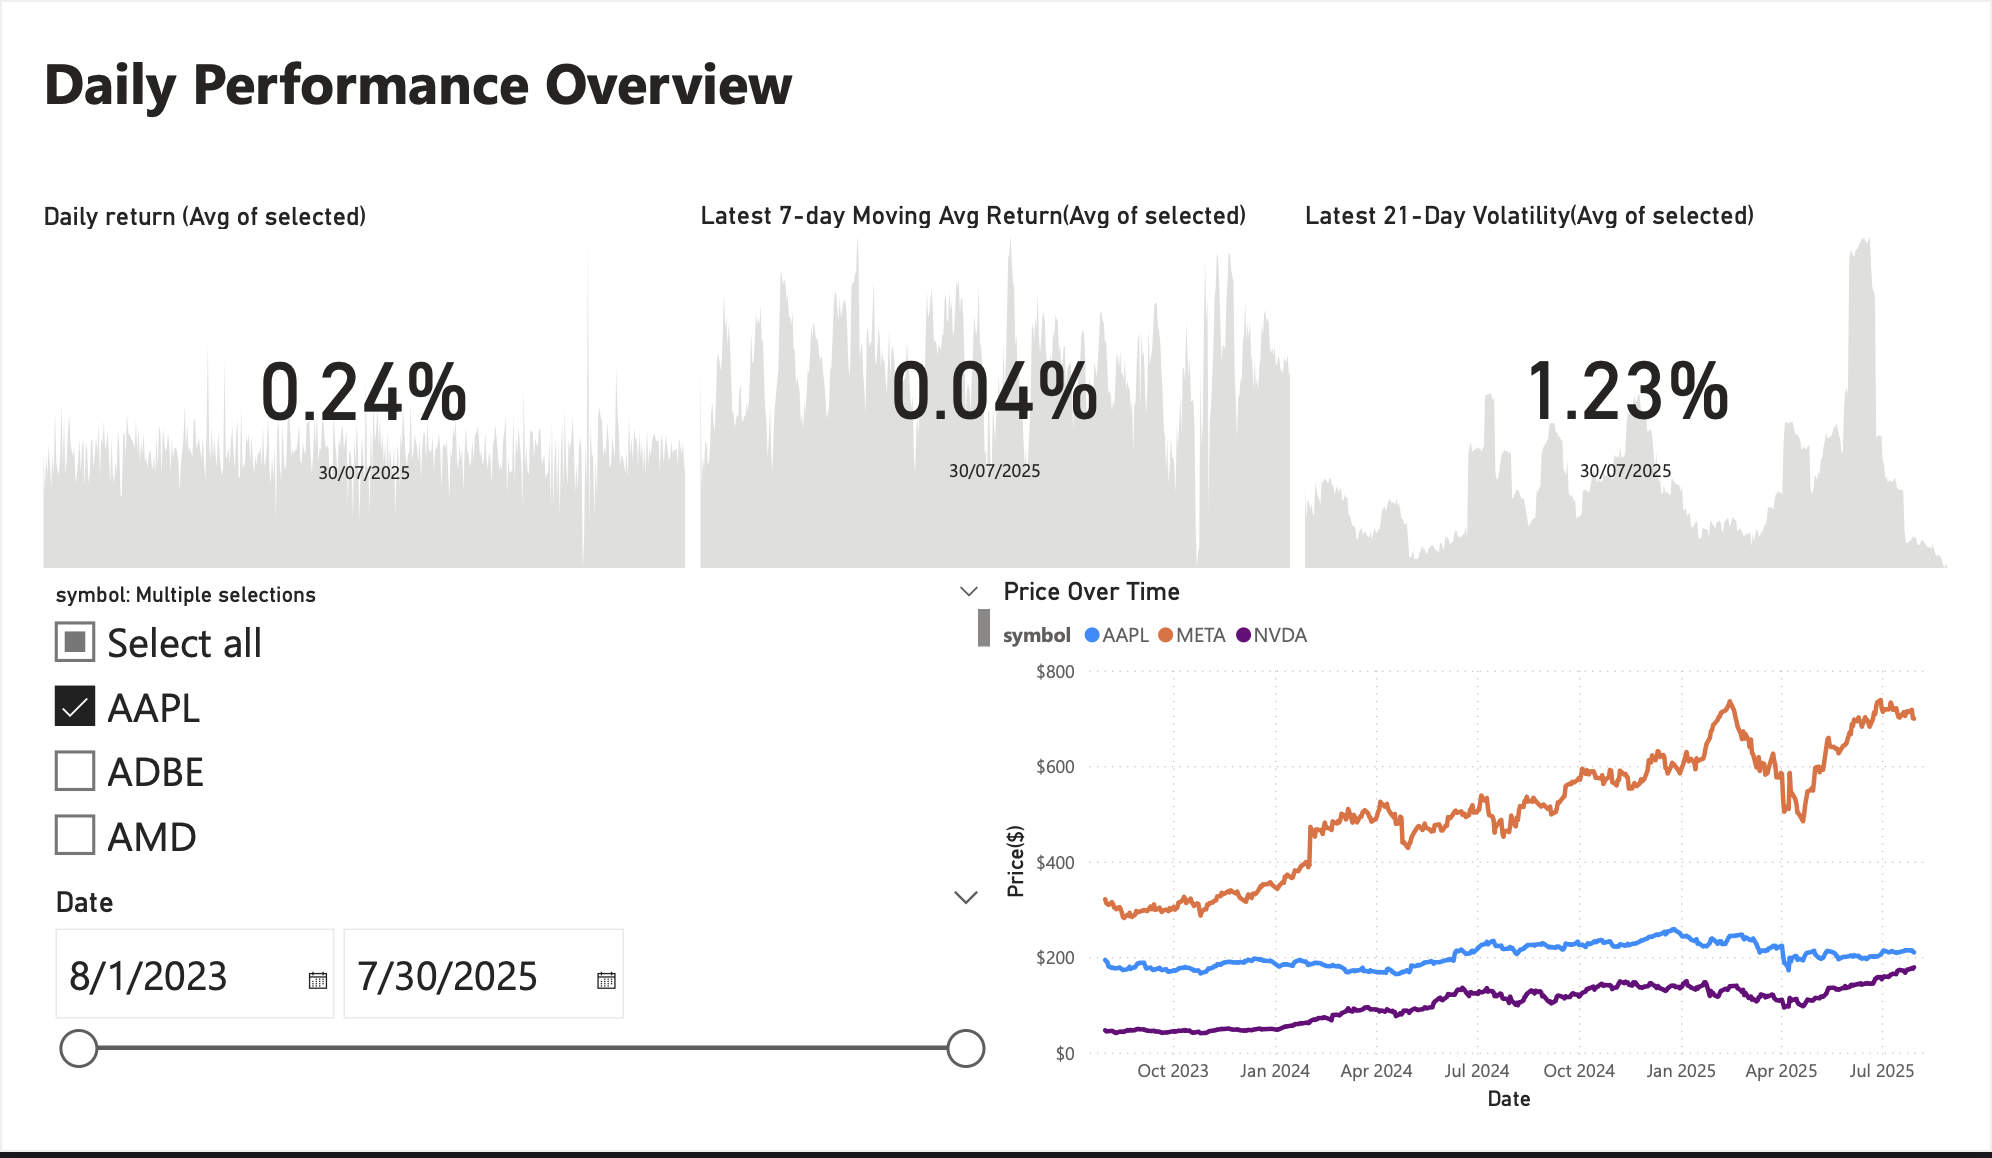 Daily Performance Overview
Daily return (Avg of selected)
0.24%
30/07/2025
Latest 7-day Moving Avg Return(Avg of selected)
0.04%
30/07/2025
Latest 21-Day Volatility(Avg of selected)
1.23%
30/07/2025
symbol: Multiple selections
Select all
AAPL
ADBE
AMD
Date
8/1/2023
7/30/2025
Price Over Time
symbol AAPL META NVDA
Price($)
$800
$600
$400
$200
$0
Oct 2023 Jan 2024 Apr 2024 Jul 2024 Oct 2024 Jan 2025 Apr 2025 Jul 2025
Date